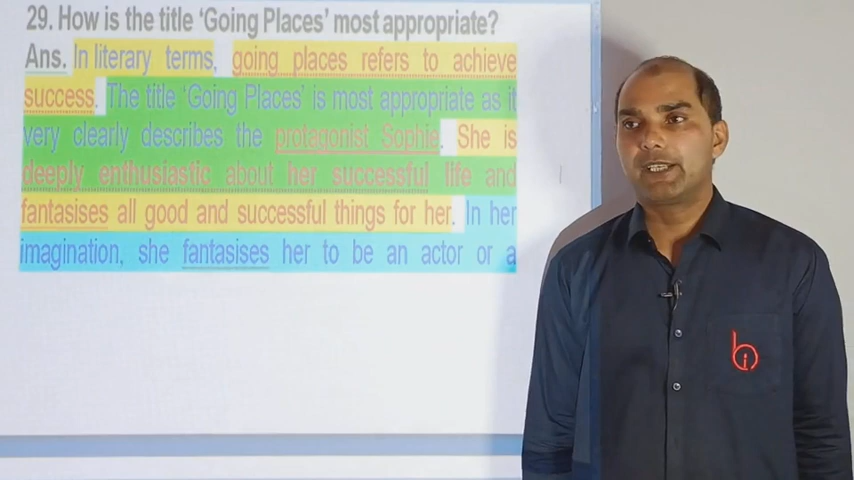 29. How is the title ‘Going Places’ most appropriate?
Ans. In literary terms, going places refers to achieve
success. The title ‘Going Places’ is most appropriate as it
very clearly describes the protagonist Sophie. She is
deeply enthusiastic about her successful life and
fantasises all good and successful things for her. In her
imagination, she fantasises her to be an actor or a
bi